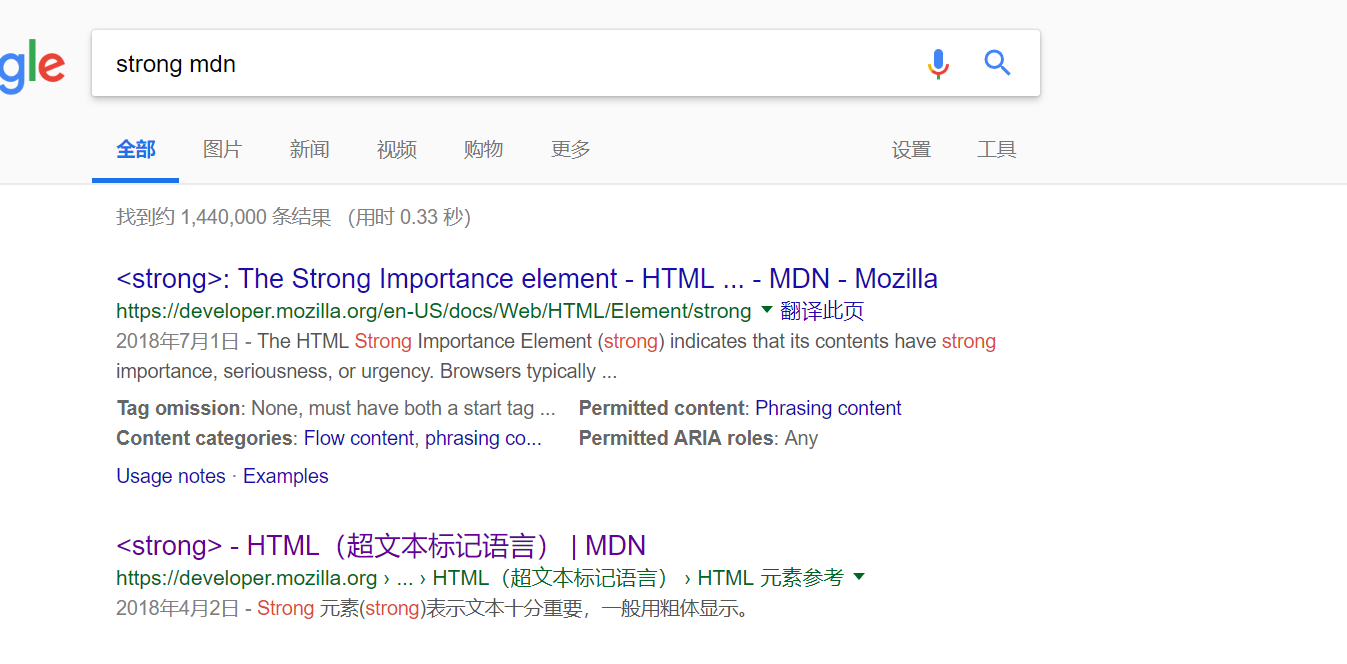 gle
strong mdn
全部 图片 新闻 视频 购物 更多 设置 工具
找到约 1,440,000 条结果 (用时 0.33 秒)
<strong>: The Strong Importance element - HTML ... - MDN - Mozilla
https://developer.mozilla.org/en-US/docs/Web/HTML/Element/strong 翻译此页
2018年7月1日 - The HTML Strong Importance Element (strong) indicates that its contents have strong
importance, seriousness, or urgency. Browsers typically ...
Tag omission: None, must have both a start tag ... Permitted content: Phrasing content
Content categories: Flow content, phrasing co... Permitted ARIA roles: Any
Usage notes · Examples
<strong> - HTML（超文本标记语言） | MDN
https://developer.mozilla.org › ... › HTML（超文本标记语言） › HTML 元素参考
2018年4月2日 - Strong 元素(strong)表示文本十分重要，一般用粗体显示。